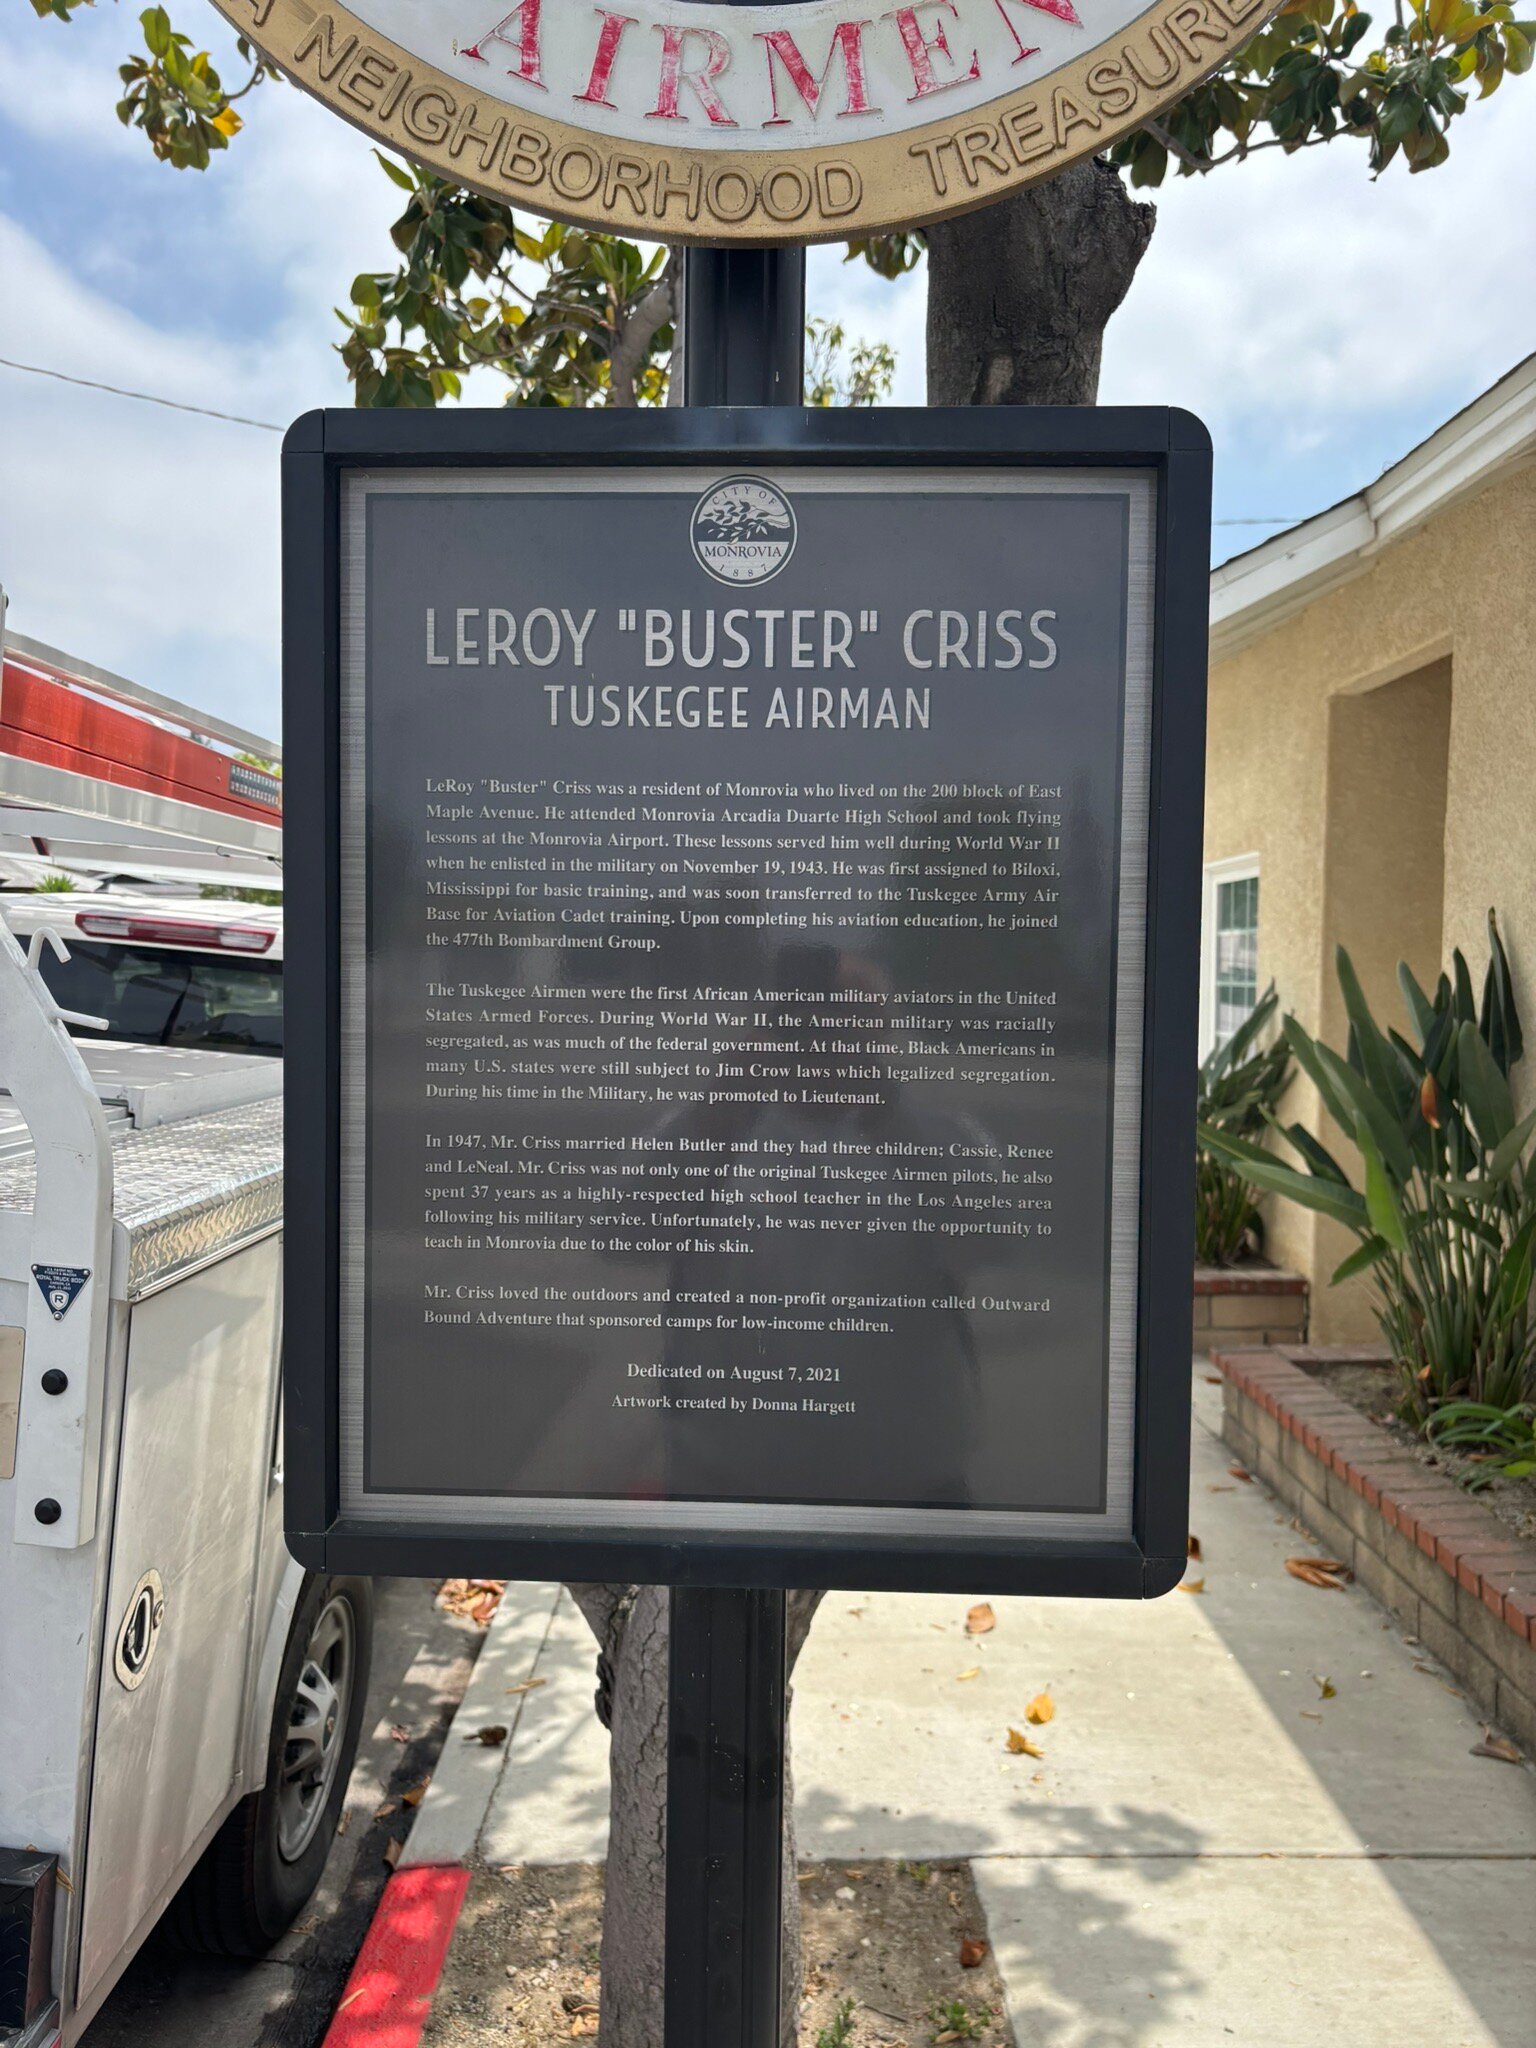 AIRMEN
A NEIGHBORHOOD TREASURE
CITY OF
MONROVIA
1887
LEROY "BUSTER" CRISS
TUSKEGEE AIRMAN
LeRoy "Buster" Criss was a resident of Monrovia who lived on the 200 block of East
Maple Avenue. He attended Monrovia Arcadia Duarte High School and took flying
lessons at the Monrovia Airport. These lessons served him well during World War II
when he enlisted in the military on November 19, 1943. He was first assigned to Biloxi,
Mississippi for basic training, and was soon transferred to the Tuskegee Army Air
Base for Aviation Cadet training. Upon completing his aviation education, he joined
the 477th Bombardment Group.
The Tuskegee Airmen were the first African American military aviators in the United
States Armed Forces. During World War II, the American military was racially
segregated, as was much of the federal government. At that time, Black Americans in
many U.S. states were still subject to Jim Crow laws which legalized segregation.
During his time in the Military, he was promoted to Lieutenant.
In 1947, Mr. Criss married Helen Butler and they had three children; Cassie, Renee
and LeNeal. Mr. Criss was not only one of the original Tuskegee Airmen pilots, he also
spent 37 years as a highly-respected high school teacher in the Los Angeles area
following his military service. Unfortunately, he was never given the opportunity to
teach in Monrovia due to the color of his skin.
Mr. Criss loved the outdoors and created a non-profit organization called Outward
Bound Adventure that sponsored camps for low-income children.
Dedicated on August 7, 2021
Artwork created by Donna Hargett
ROYAL TRUCK BODY
R